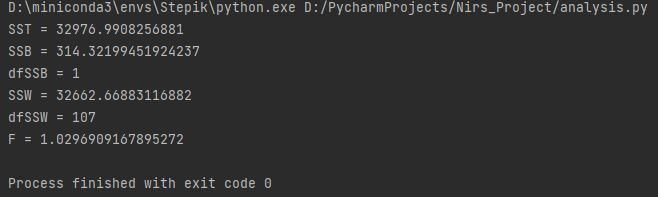 D:\miniconda3\envs\Stepik\python.exe D:/PycharmProjects/Nirs_Project/analysis.py
SST = 32976.9908256881
SSB = 314.32199451924237
dfSSB = 1
SSW = 32662.66883116882
dfSSW = 107
F = 1.0296909167895272
Process finished with exit code 0